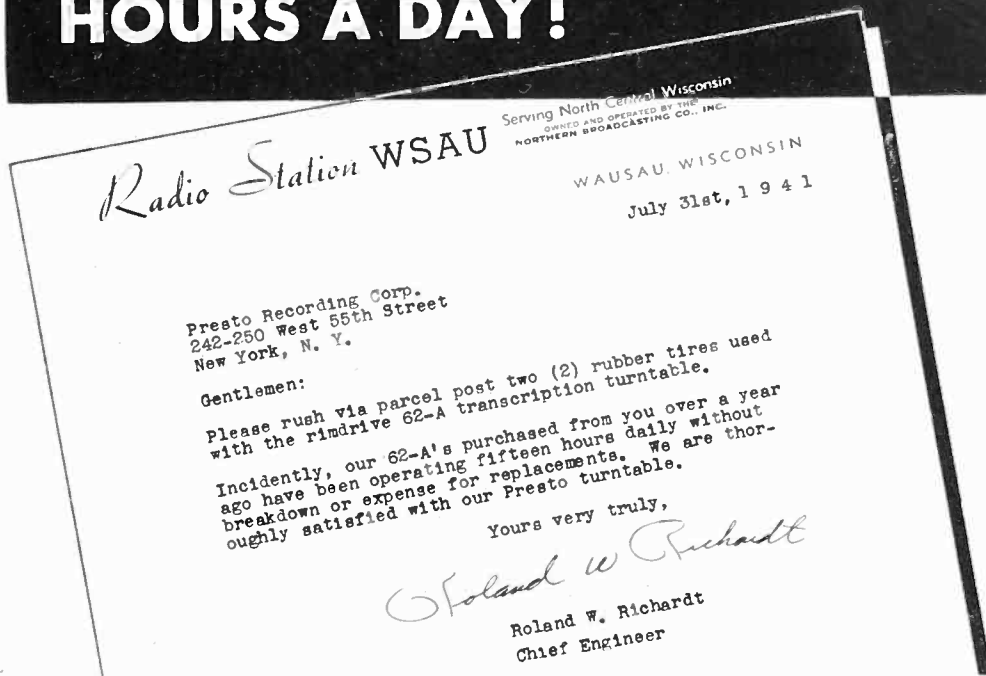 HOURS A DAY!
Radio Station WSAU
Serving North Central Wisconsin
OWNED AND OPERATED BY THE
NORTHERN BROADCASTING CO., INC.
WAUSAU, WISCONSIN
July 31st, 1 9 4 1
Presto Recording Corp.
242-250 West 55th Street
New York, N. Y.
Gentlemen:
Please rush via parcel post two (2) rubber tires used
with the rimdrive 62-A transcription turntable.
Incidently, our 62-A's purchased from you over a year
ago have been operating fifteen hours daily without
breakdown or expense for replacements. We are thor-
oughly satisfied with our Presto turntable.
Yours very truly,
Roland W Richardt
Roland W. Richardt
Chief Engineer